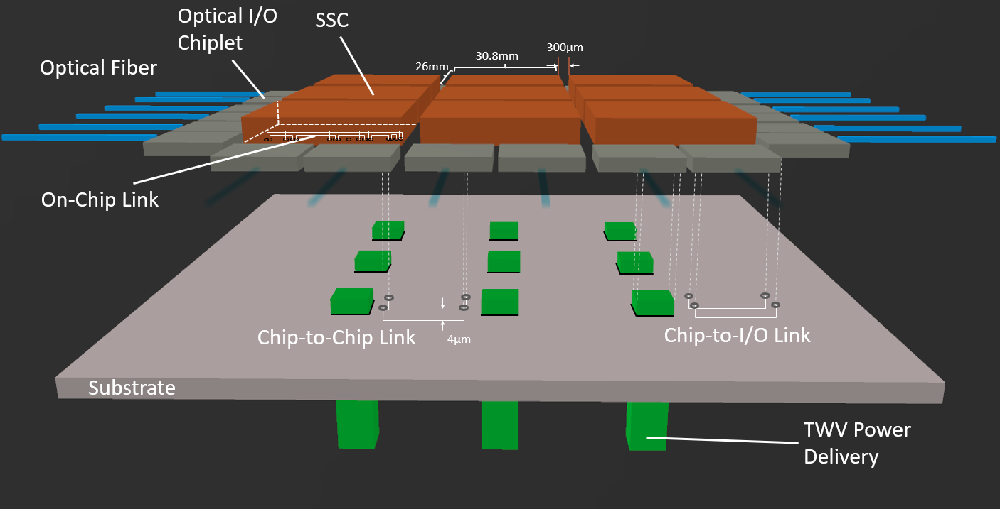 Optical I/O
Chiplet
SSC
Optical Fiber
26mm
30.8mm
300μm
On-Chip Link
Chip-to-Chip Link
4μm
Chip-to-I/O Link
Substrate
TWV Power
Delivery